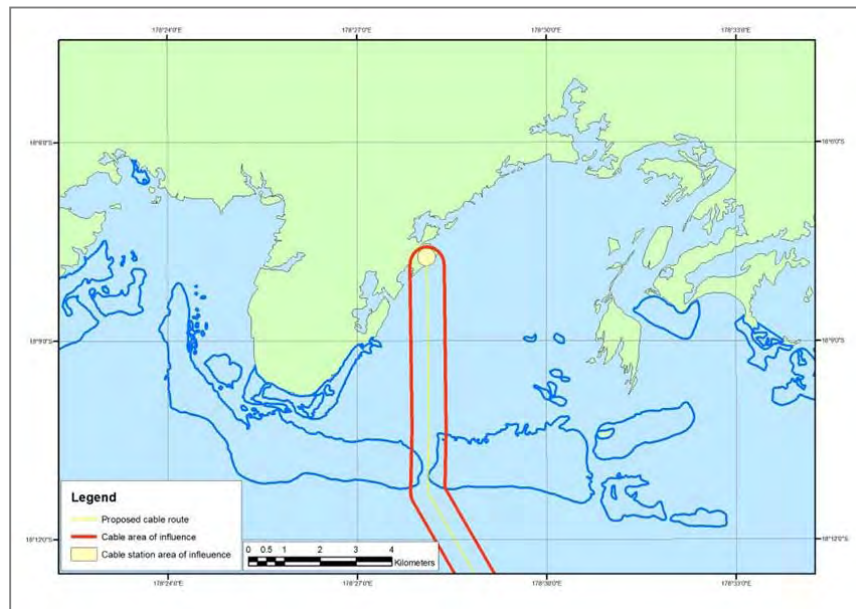 178°24'0"E 178°27'0"E 178°30'0"E 178°33'0"E
18°6'0"S 18°6'0"S
18°9'0"S 18°9'0"S
Legend
Proposed cable route
Cable area of influence
Cable station area of infleuence
0 0.5 1 2 3 4
Kilometers
18°12'0"S 18°12'0"S
178°24'0"E 178°27'0"E 178°30'0"E 178°33'0"E